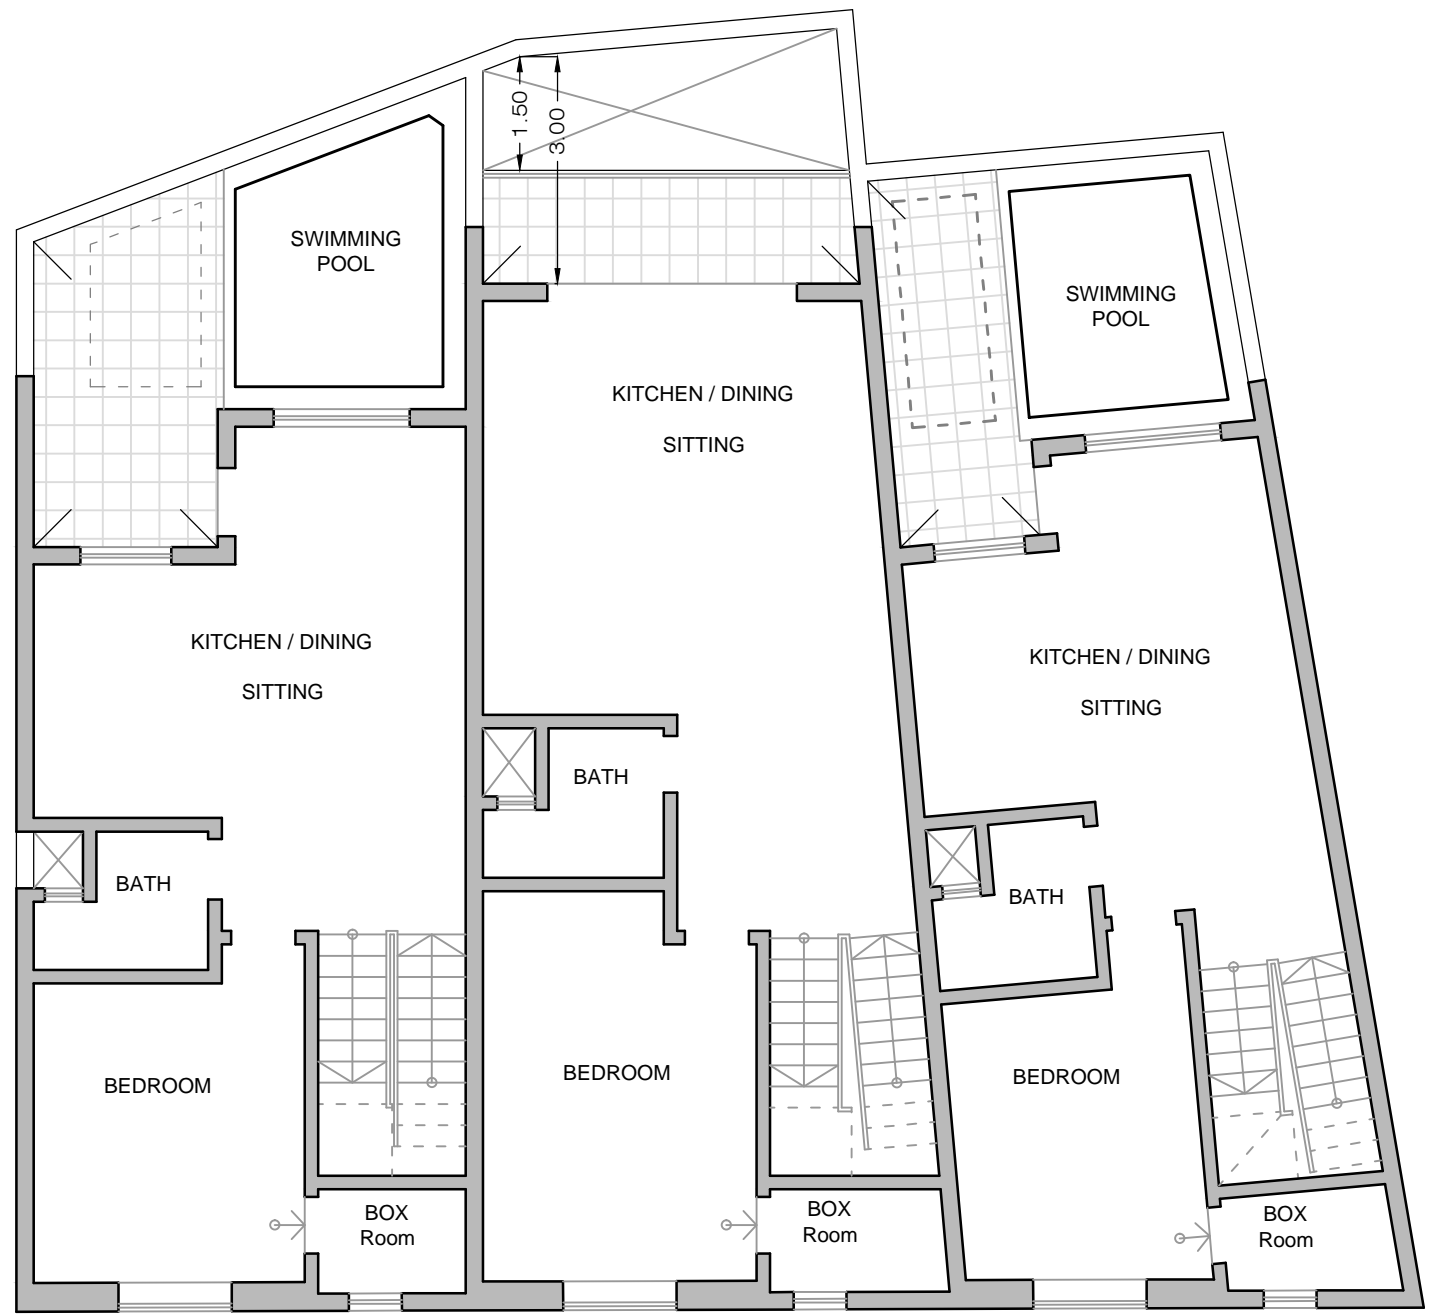 1.50
3.00
SWIMMING
POOL
SWIMMING
POOL
KITCHEN / DINING
SITTING
KITCHEN / DINING
SITTING
KITCHEN / DINING
SITTING
BATH
BATH
BATH
BEDROOM
BEDROOM
BEDROOM
BOX
Room
BOX
Room
BOX
Room